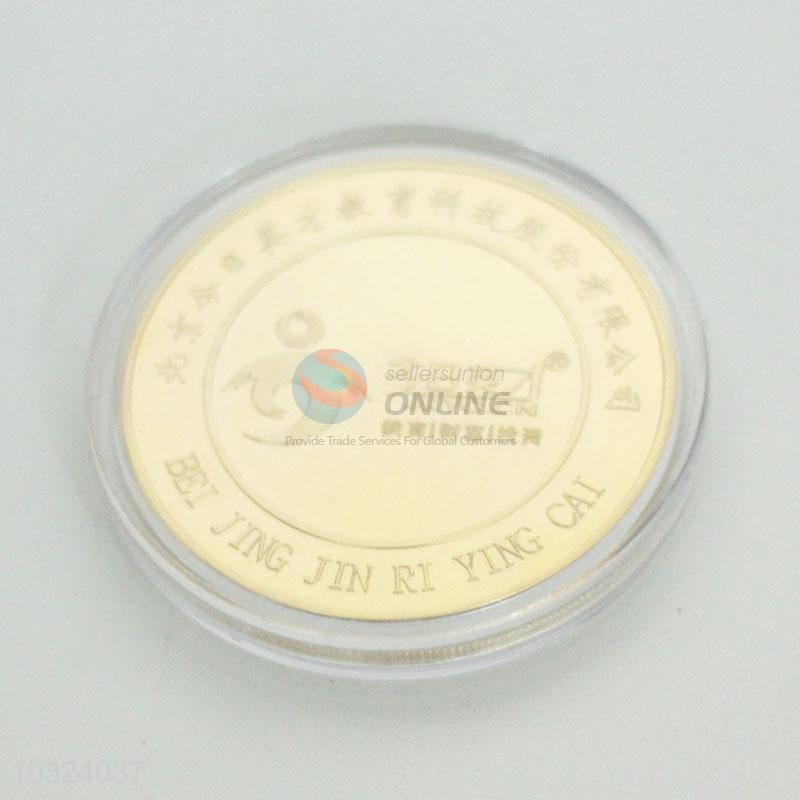 北京今日英才教育科技股份有限公司
sellersunion
ONLINE
Provide Trade Services For Global Customers
BEI JING JIN RI YING CAI
10324037